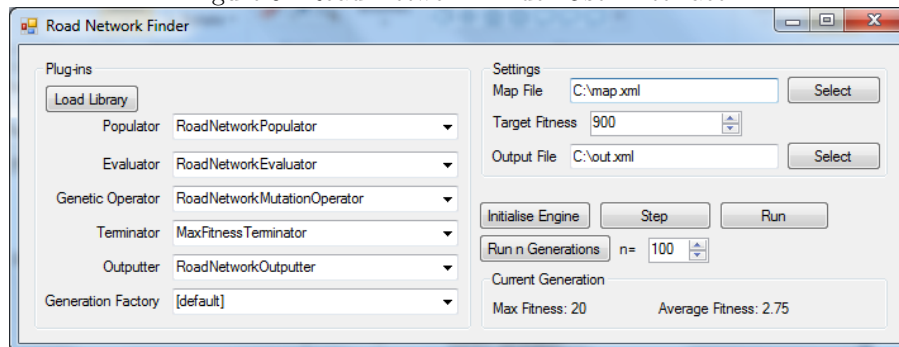 Road Network Finder
Plug-ins
Load Library
Populator RoadNetworkPopulator
Evaluator RoadNetworkEvaluator
Genetic Operator RoadNetworkMutationOperator
Terminator MaxFitnessTerminator
Outputter RoadNetworkOutputter
Generation Factory [default]
Settings
Map File C:\map.xml Select
Target Fitness 900
Output File C:\out.xml Select
Initialise Engine Step Run
Run n Generations n= 100
Current Generation
Max Fitness: 20 Average Fitness: 2.75